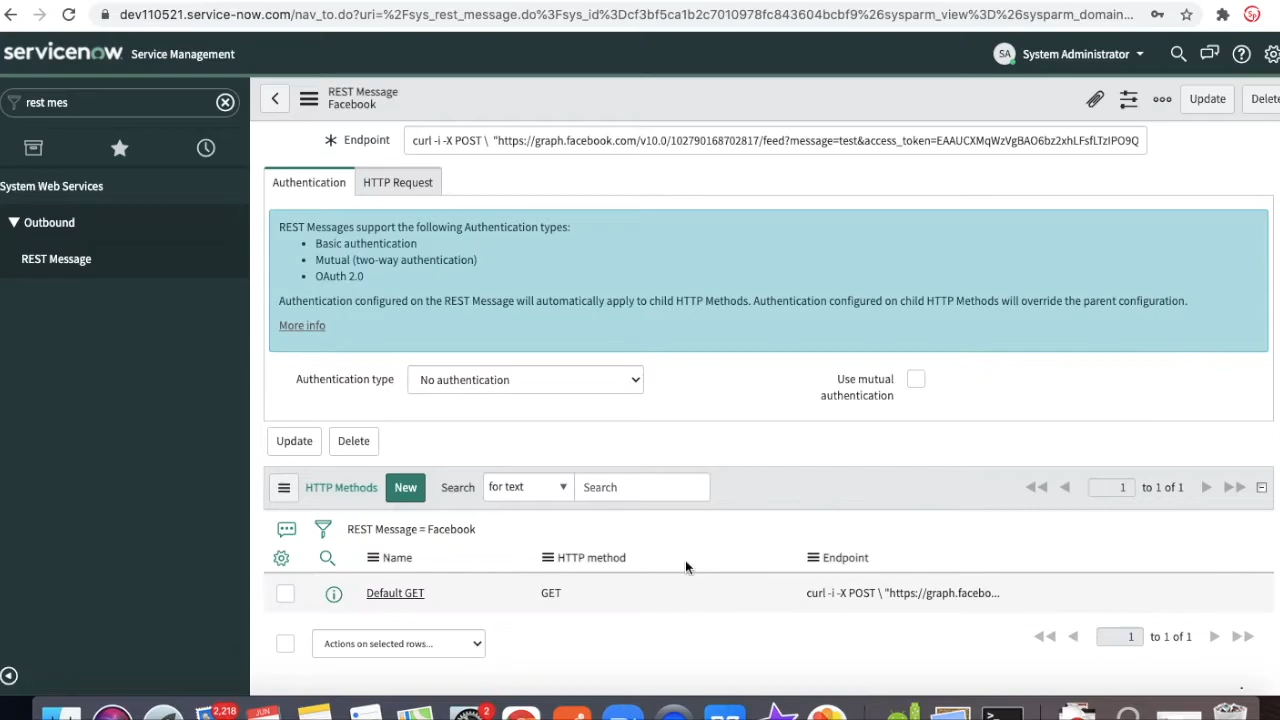 dev110521.service-now.com/nav_to.do?uri=%2Fsys_rest_message.do%3Fsys_id%3Dcf3bf5ca1b2c7010978fc843604bcbf9%26sysparm_view%3D%26sysparm_domain...
Sp
servicenow Service Management
SA System Administrator
rest mes
REST Message
Facebook
Update
Delete
Endpoint
curl -i -X POST \ "https://graph.facebook.com/v10.0/102790168702817/feed?message=test&access_token=EAAUCXMqWzVgBAO6bz2xhLFsfLTzIPO9Q
Authentication
HTTP Request
System Web Services
Outbound
REST Message
REST Messages support the following Authentication types:
• Basic authentication
• Mutual (two-way authentication)
• OAuth 2.0
Authentication configured on the REST Message will automatically apply to child HTTP Methods. Authentication configured on child HTTP Methods will override the parent configuration.
More info
Authentication type
No authentication
Use mutual
authentication
Update
Delete
HTTP Methods
New
Search
for text
Search
1 to 1 of 1
REST Message = Facebook
Name
HTTP method
Endpoint
Default GET
GET
curl -i -X POST \ "https://graph.facebo...
Actions on selected rows...
1 to 1 of 1
2,218
JUN
2